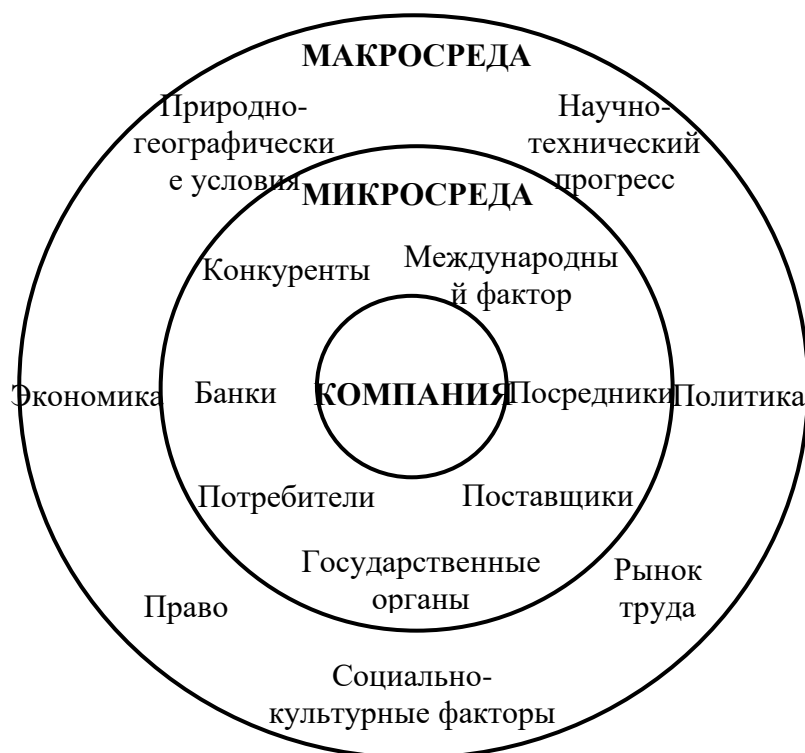 МАКРОСРЕДА
Природно-
географически
е условия
Научно-
технический
прогресс
МИКРОСРЕДА
Конкуренты
Международны
й фактор
Экономика
Банки
КОМПАНИЯ
Посредники
Политика
Потребители
Поставщики
Государственные
органы
Право
Рынок
труда
Социально-
культурные факторы